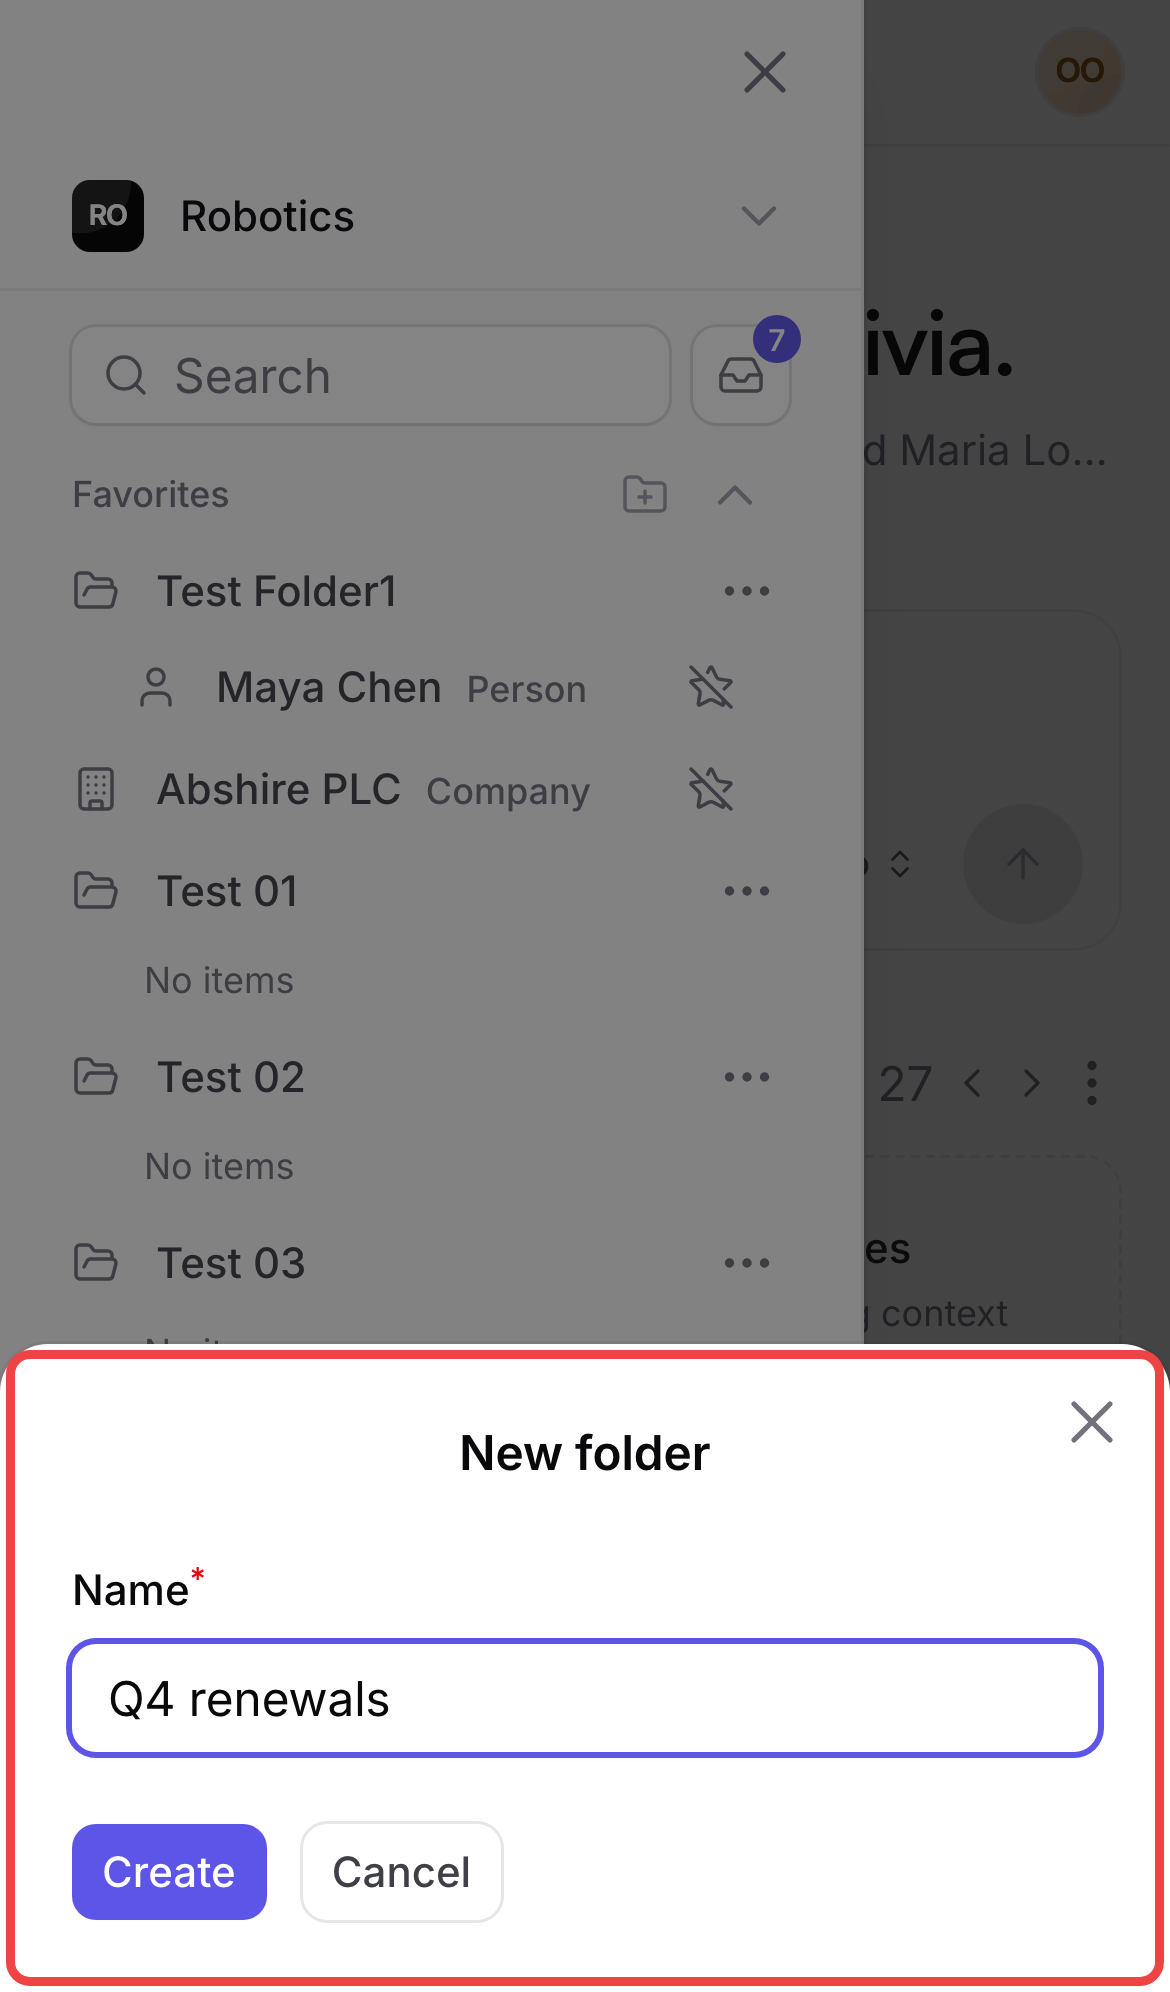 OO
RO Robotics
ivia.
Search
7
d Maria Lo...
Favorites
Test Folder1
Maya Chen Person
Abshire PLC Company
Test 01
No items
27
Test 02
No items
es
Test 03
context
New folder
Name*
Q4 renewals
Create
Cancel